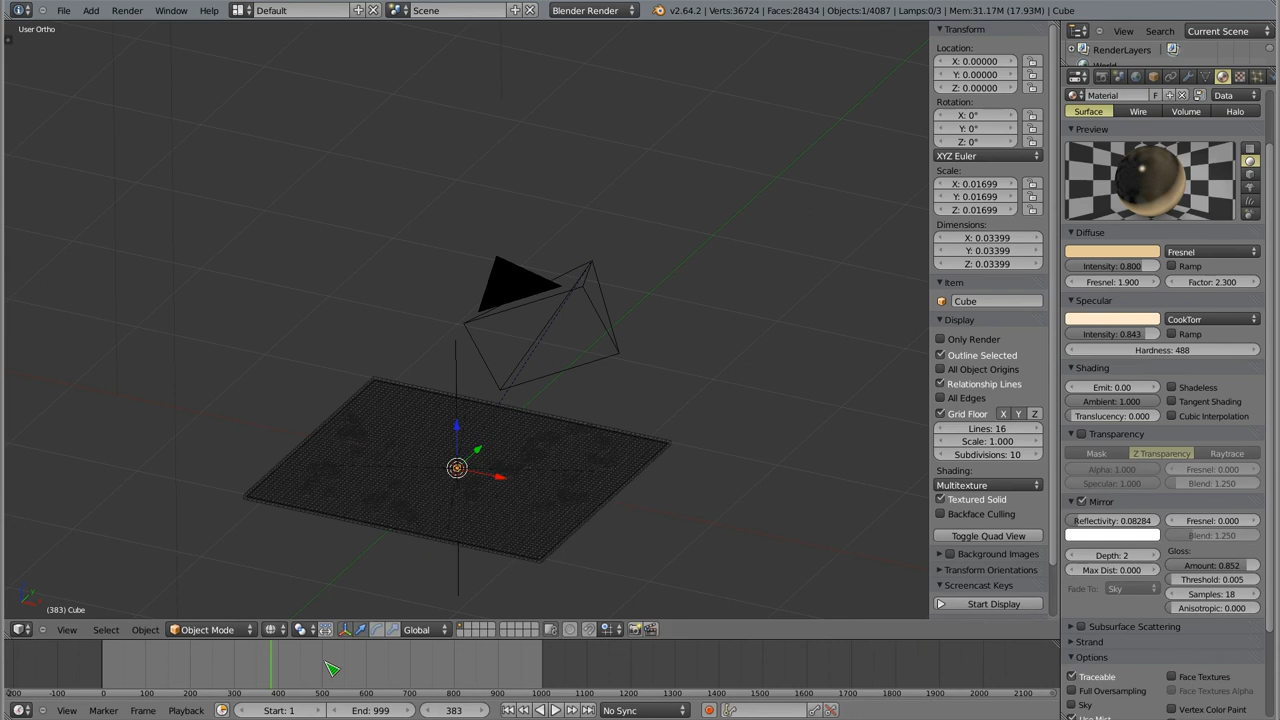 File Add Render Window Help Default Scene Blender Render v2.64.2 | Verts:36724 | Faces:28434 | Objects:1/4087 | Lamps:0/3 | Mem:31.17M (17.93M) | Cube
User Ortho
(383) Cube
View Select Object Object Mode Global
-100 0 100 200 300 400 500 600 700 800 900 1000 1100 1200 1300 1400 1500 1600 1700 1800 1900 2000 2100
View Marker Frame Playback Start: 1 End: 999 383 No Sync
Transform
Location:
X: 0.00000
Y: 0.00000
Z: 0.00000
Rotation:
X: 0°
Y: 0°
Z: 0°
XYZ Euler
Scale:
X: 0.01699
Y: 0.01699
Z: 0.01699
Dimensions:
X: 0.03399
Y: 0.03399
Z: 0.03399
Item
Cube
Display
Only Render
Outline Selected
All Object Origins
Relationship Lines
All Edges
Grid Floor X Y Z
Lines: 16
Scale: 1.000
Subdivisions: 10
Shading:
Multitexture
Textured Solid
Backface Culling
Toggle Quad View
Background Images
Transform Orientations
Screencast Keys
Start Display
View Search Current Scene
RenderLayers
Material F Data
Surface Wire Volume Halo
Preview
Diffuse
Fresnel
Intensity: 0.800 Ramp
Fresnel: 1.900 Factor: 2.300
Specular
CookTorr
Intensity: 0.843 Ramp
Hardness: 488
Shading
Emit: 0.00 Shadeless
Ambient: 1.000 Tangent Shading
Translucency: 0.000 Cubic Interpolation
Transparency
Mask Z Transparency Raytrace
Alpha: 1.000 Fresnel: 0.000
Specular: 1.000 Blend: 1.250
Mirror
Reflectivity: 0.08284 Fresnel: 0.000
Blend: 1.250
Depth: 2 Gloss:
Max Dist: 0.000 Amount: 0.852
Fade To: Sky Threshold: 0.005
Samples: 18
Anisotropic: 0.000
Subsurface Scattering
Strand
Options
Traceable Face Textures
Full Oversampling Face Textures Alpha
Sky Vertex Color Paint